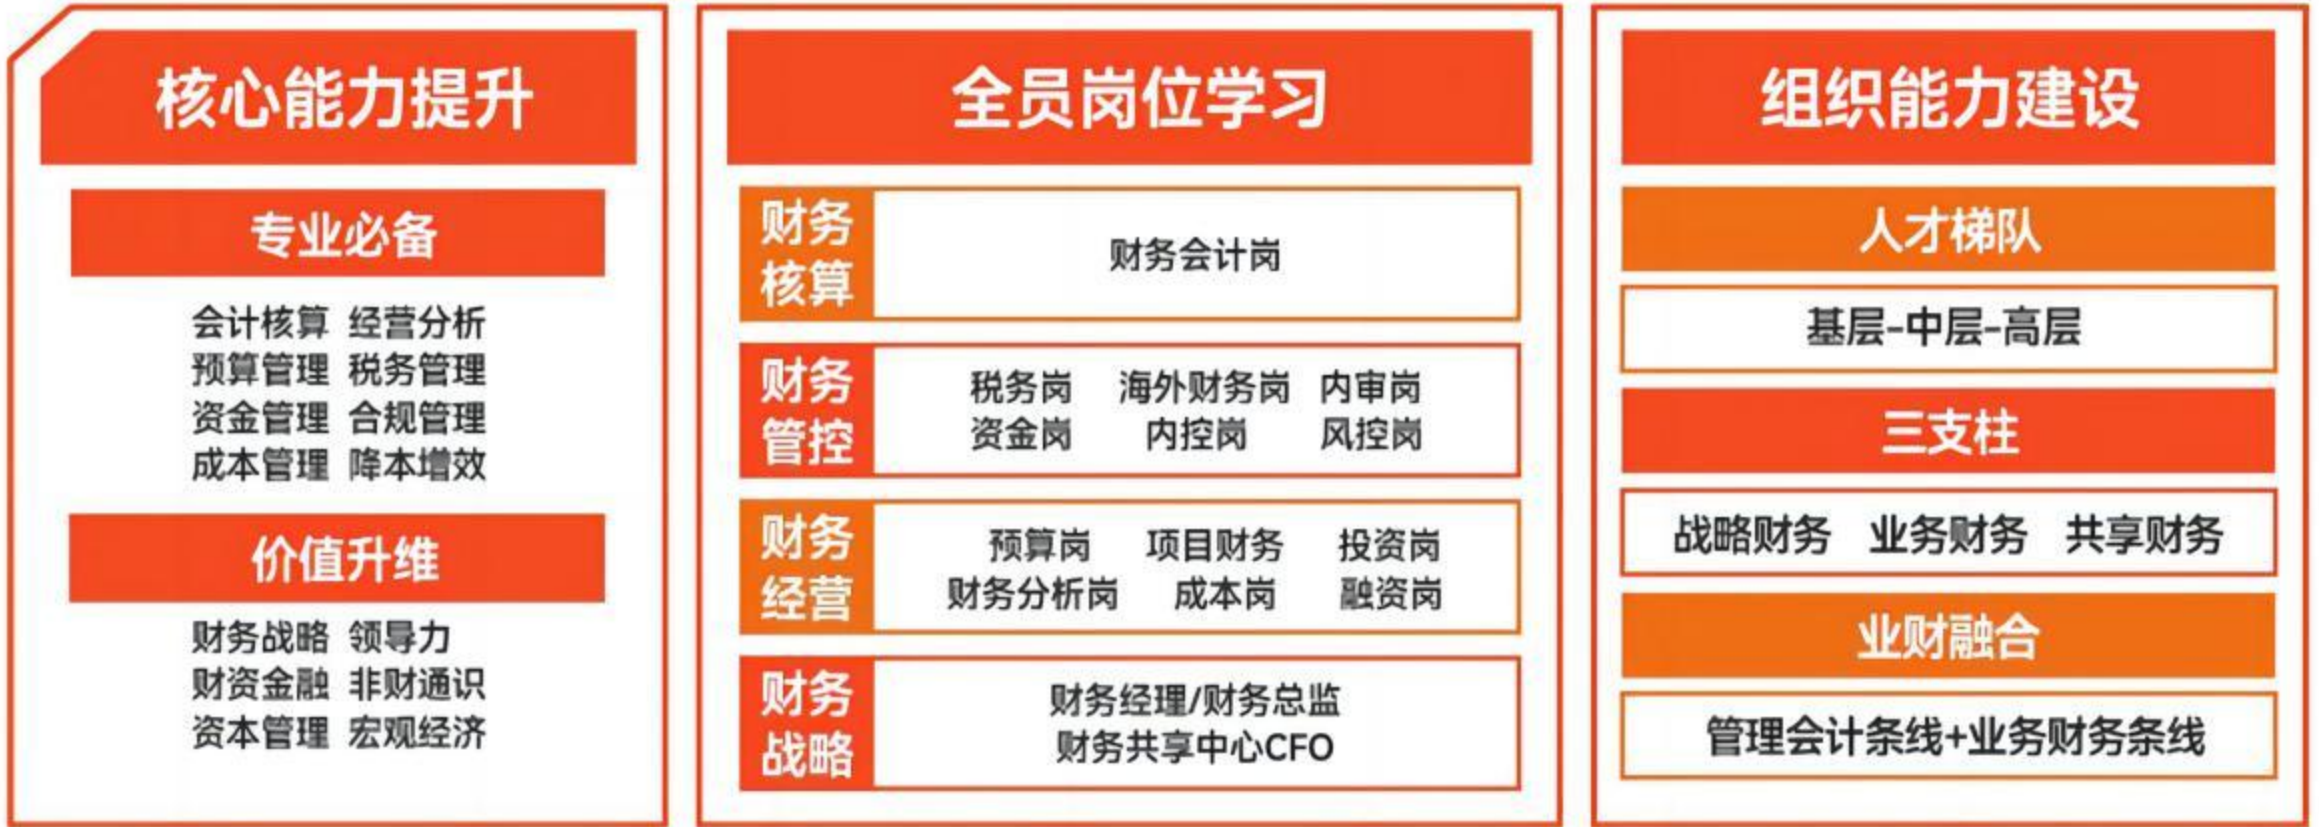 核心能力提升
专业必备
会计核算 经营分析
预算管理 税务管理
资金管理 合规管理
成本管理 降本增效
价值升维
财务战略 领导力
财资金融 非财通识
资本管理 宏观经济
全员岗位学习
财务
核算
财务会计岗
财务
管控
税务岗 海外财务岗 内审岗
资金岗 内控岗 风控岗
财务
经营
预算岗 项目财务 投资岗
财务分析岗 成本岗 融资岗
财务
战略
财务经理/财务总监
财务共享中心CFO
组织能力建设
人才梯队
基层-中层-高层
三支柱
战略财务 业务财务 共享财务
业财融合
管理会计条线+业务财务条线